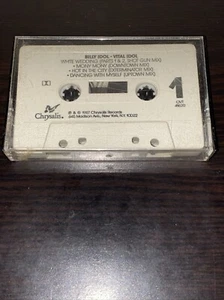 BILLY IDOL • VITAL IDOL
WHITE WEDDING (PARTS 1 & 2, SHOT GUN MIX)
• MONY MONY (DOWNTOWN MIX)
• HOT IN THE CITY (EXTERMINATOR MIX)
• DANCING WITH MYSELF (UPTOWN MIX)
1
Chrysalis
℗ & © 1987 Chrysalis Records
645 Madison Ave., New York, NY 10022